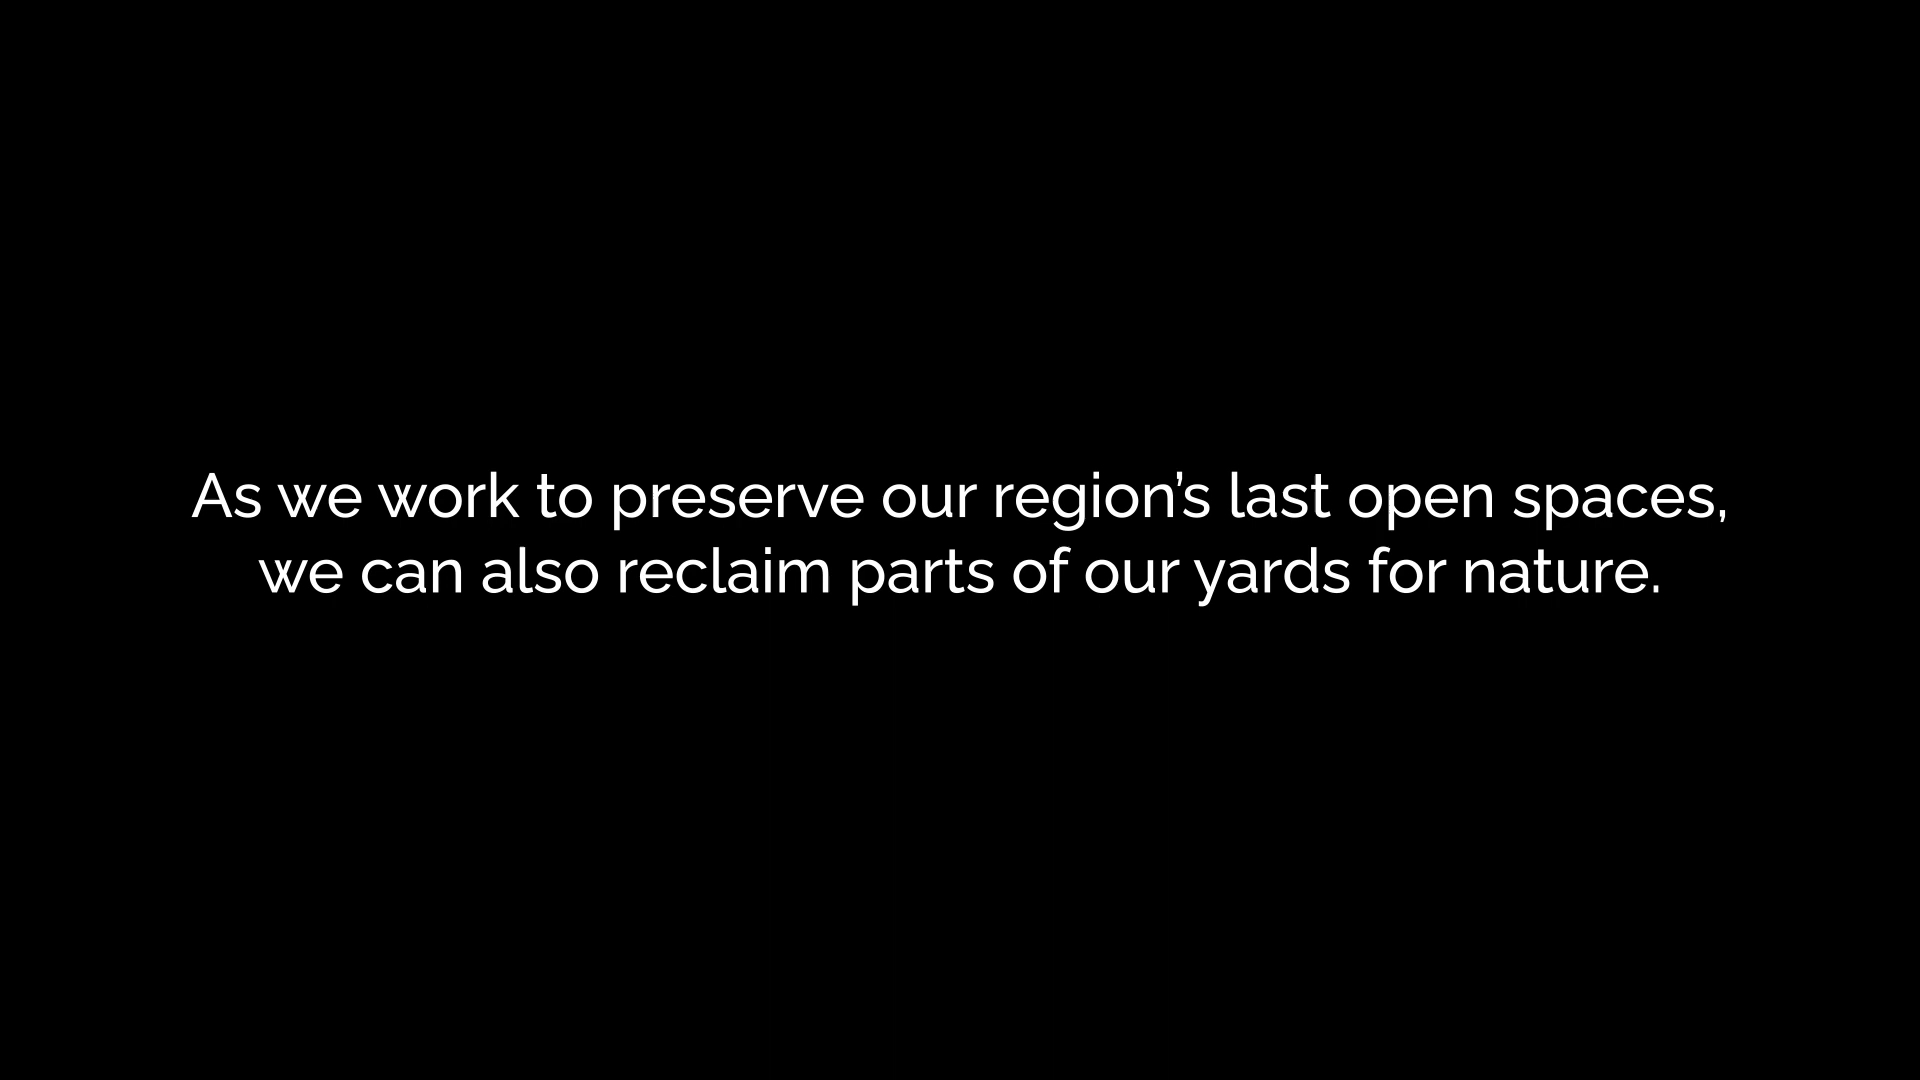 As we work to preserve our region’s last open spaces,
we can also reclaim parts of our yards for nature.